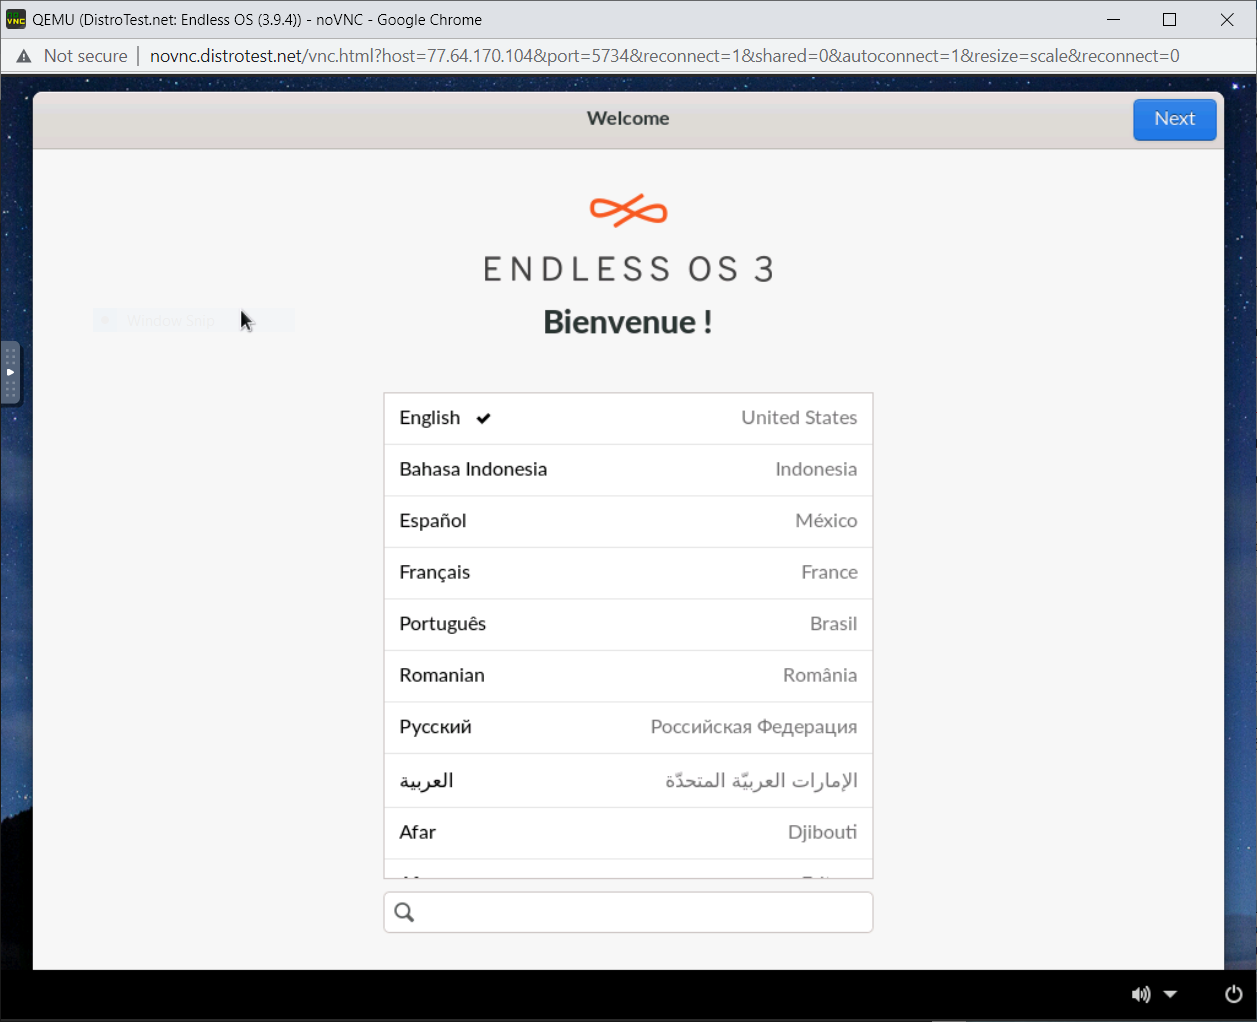 QEMU (DistroTest.net: Endless OS (3.9.4)) - noVNC - Google Chrome
Not secure | novnc.distrotest.net/vnc.html?host=77.64.170.104&port=5734&reconnect=1&shared=0&autoconnect=1&resize=scale&reconnect=0
Welcome
Next
ENDLESS OS 3
Window Snip
Bienvenue !
English ✔ United States
Bahasa Indonesia Indonesia
Español México
Français France
Português Brasil
Romanian România
Русский Российская Федерация
العربية الإمارات العربيّة المتحدّة
Afar Djibouti